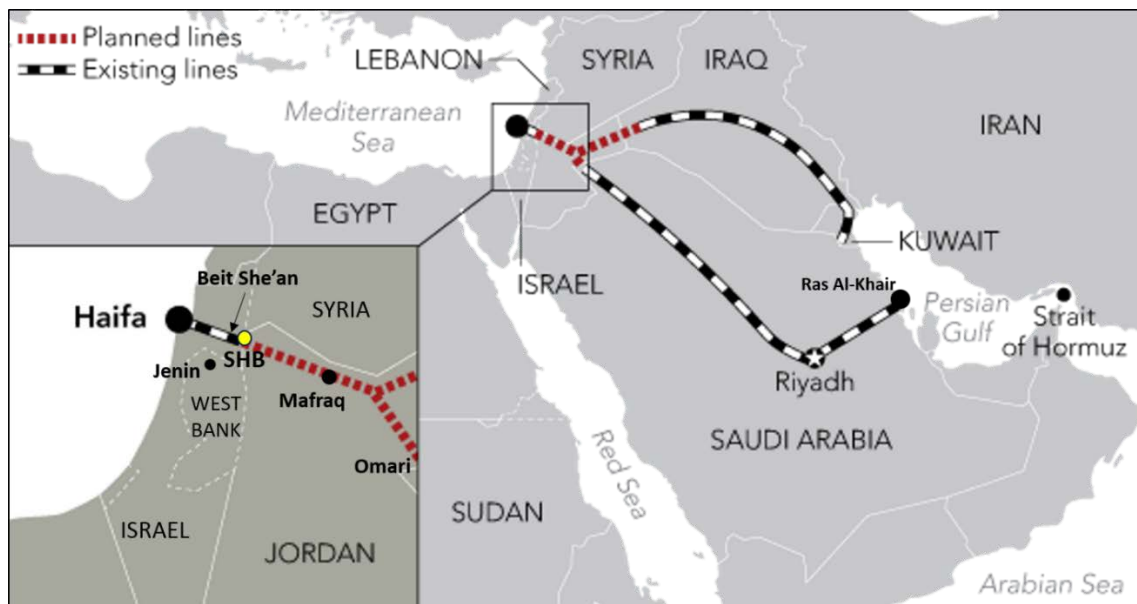 Planned lines
Existing lines
LEBANON
SYRIA
IRAQ
Mediterranean
Sea
IRAN
EGYPT
ISRAEL
KUWAIT
Ras Al-Khair
Persian
Gulf
Strait
of Hormuz
Riyadh
SAUDI ARABIA
Red Sea
SUDAN
Arabian Sea
Beit She'an
Haifa
SYRIA
SHB
Jenin
Mafraq
WEST
BANK
Omari
ISRAEL
JORDAN